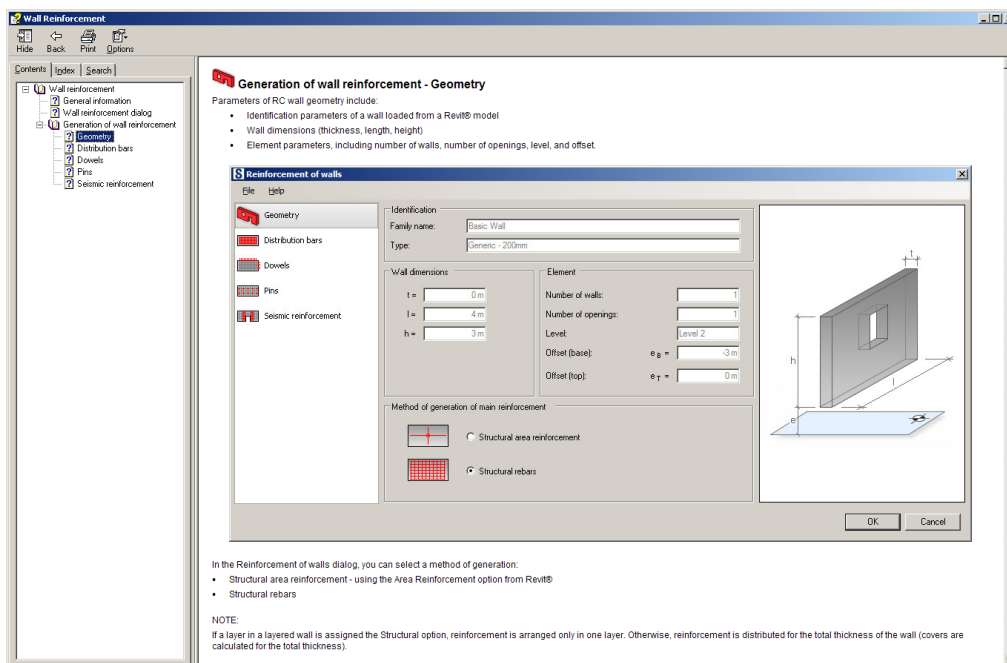 Wall Reinforcement
Hide Back Print Options
Contents Index Search
Wall reinforcement
General information
Wall reinforcement dialog
Generation of wall reinforcement
Geometry
Distribution bars
Dowels
Pins
Seismic reinforcement
Generation of wall reinforcement - Geometry
Parameters of RC wall geometry include:
• Identification parameters of a wall loaded from a Revit® model
• Wall dimensions (thickness, length, height)
• Element parameters, including number of walls, number of openings, level, and offset.
Reinforcement of walls
File Help
Geometry
Distribution bars
Dowels
Pins
Seismic reinforcement
Identification
Family name: Basic Wall
Type: Generic - 200mm
Wall dimensions
t = 0 m
l = 4 m
h = 3 m
Element
Number of walls: 1
Number of openings: 1
Level: Level 2
Offset (base): e B = -3 m
Offset (top): e T = 0 m
Method of generation of main reinforcement
Structural area reinforcement
Structural rebars
t
h
l
e
OK Cancel
In the Reinforcement of walls dialog, you can select a method of generation:
• Structural area reinforcement - using the Area Reinforcement option from Revit®
• Structural rebars
NOTE:
If a layer in a layered wall is assigned the Structural option, reinforcement is arranged only in one layer. Otherwise, reinforcement is distributed for the total thickness of the wall (covers are
calculated for the total thickness).